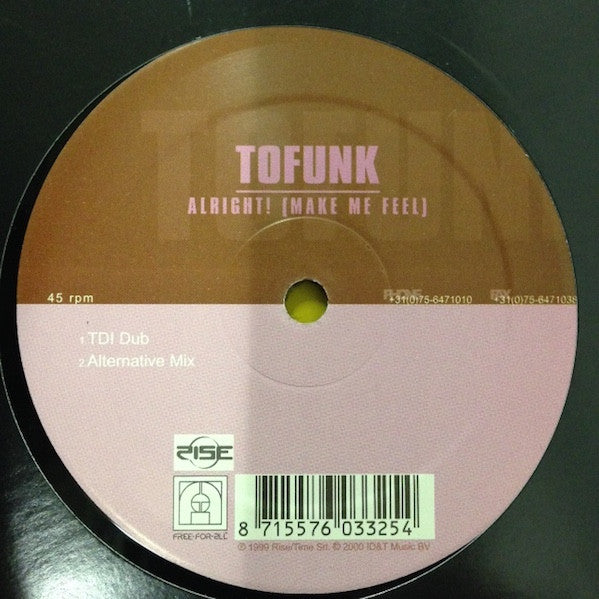 TOFUNK
ALRIGHT! (MAKE ME FEEL)
45 rpm
PHONE
+31(0)75-6471010
FAX
+31(0)75-6471038
1 TDI Dub
2 Alternative Mix
RISE
FREE-FOR-ALL
8 715576 033254
℗ 1999 Rise/Time Srl. © 2000 ID&T Music BV